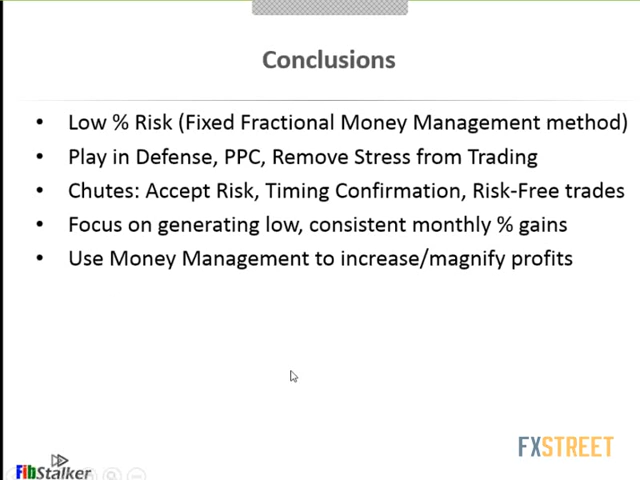 Conclusions
• Low % Risk (Fixed Fractional Money Management method)
• Play in Defense, PPC, Remove Stress from Trading
• Chutes: Accept Risk, Timing Confirmation, Risk-Free trades
• Focus on generating low, consistent monthly % gains
• Use Money Management to increase/magnify profits
FXSTREET
FibStalker